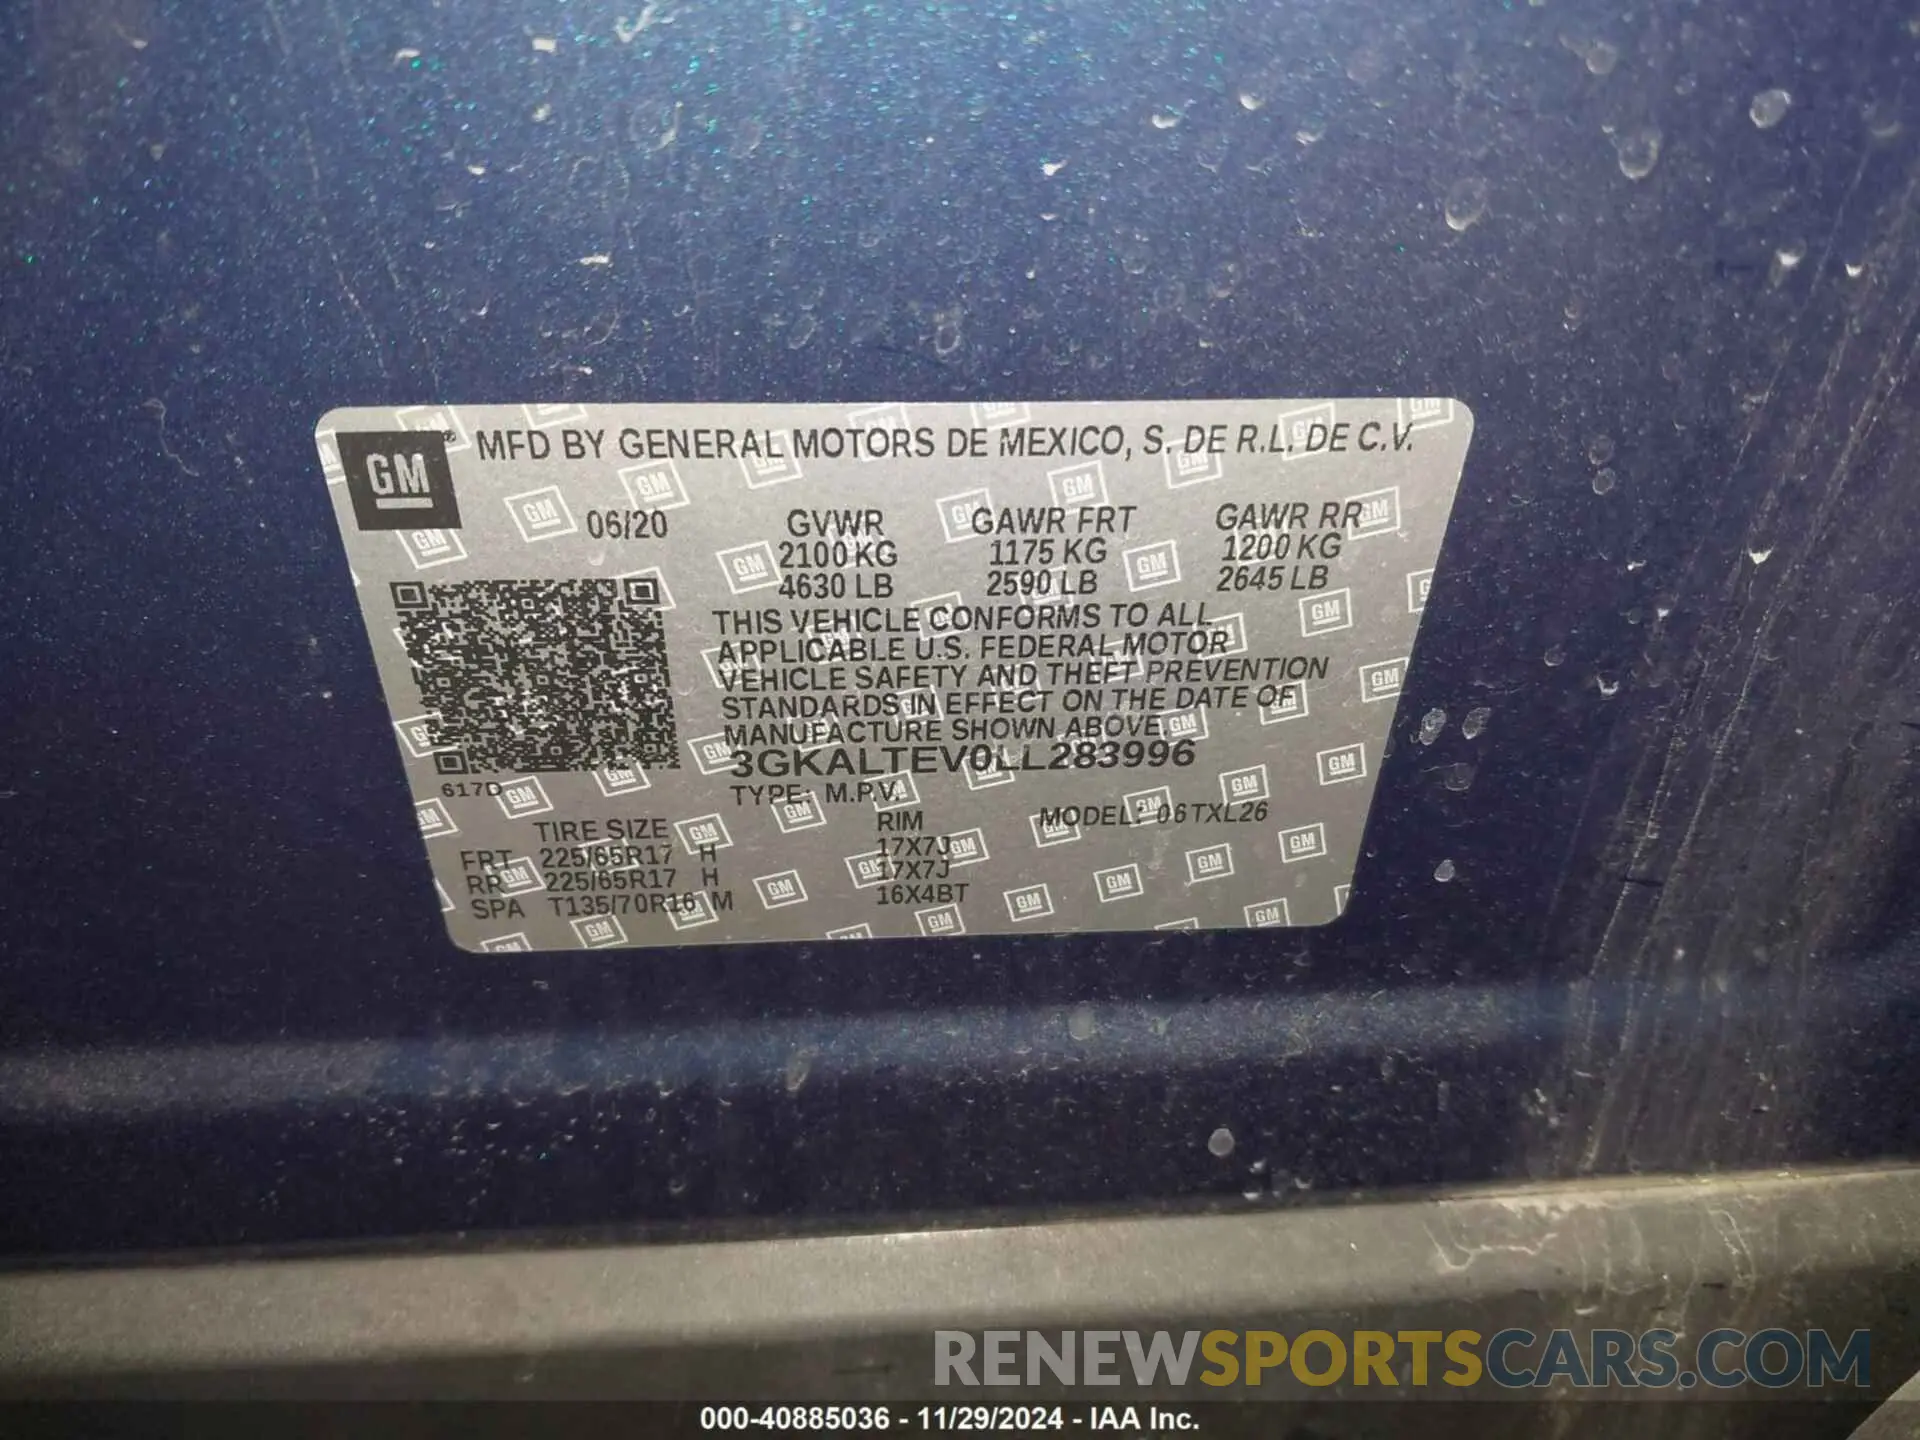 GM ® MFD BY GENERAL MOTORS DE MEXICO, S. DE R.L. DE C.V.
06/20 GVWR GAWR FRT GAWR RR
2100 KG 1175 KG 1200 KG
4630 LB 2590 LB 2645 LB
THIS VEHICLE CONFORMS TO ALL
APPLICABLE U.S. FEDERAL MOTOR
VEHICLE SAFETY AND THEFT PREVENTION
STANDARDS IN EFFECT ON THE DATE OF
MANUFACTURE SHOWN ABOVE.
3GKALTEV0LL283996
617D
TYPE: M.P.V.
MODEL: 06TXL26
TIRE SIZE RIM
FRT 225/65R17 H 17X7J
RR 225/65R17 H 17X7J
SPA T135/70R16 M 16X4BT
RENEWSPORTSCARS.COM
000-40885036 - 11/29/2024 - IAA Inc.